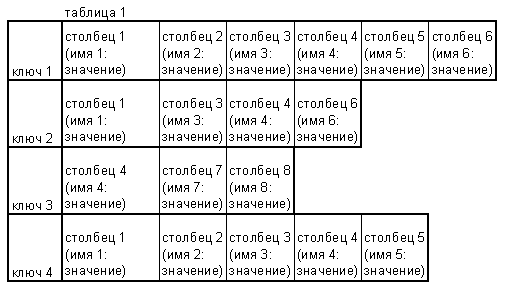 таблица 1
столбец 1 столбец 2 столбец 3 столбец 4 столбец 5 столбец 6
(имя 1: (имя 2: (имя 3: (имя 4: (имя 5: (имя 6:
ключ 1 значение) значение) значение) значение) значение) значение)
столбец 1 столбец 3 столбец 4 столбец 6
(имя 1: (имя 3: (имя 4: (имя 6:
ключ 2 значение) значение) значение) значение)
столбец 4 столбец 7 столбец 8
(имя 4: (имя 7: (имя 8:
ключ 3 значение) значение) значение)
столбец 1 столбец 2 столбец 3 столбец 4 столбец 5
(имя 1: (имя 2: (имя 3: (имя 4: (имя 5:
ключ 4 значение) значение) значение) значение) значение)